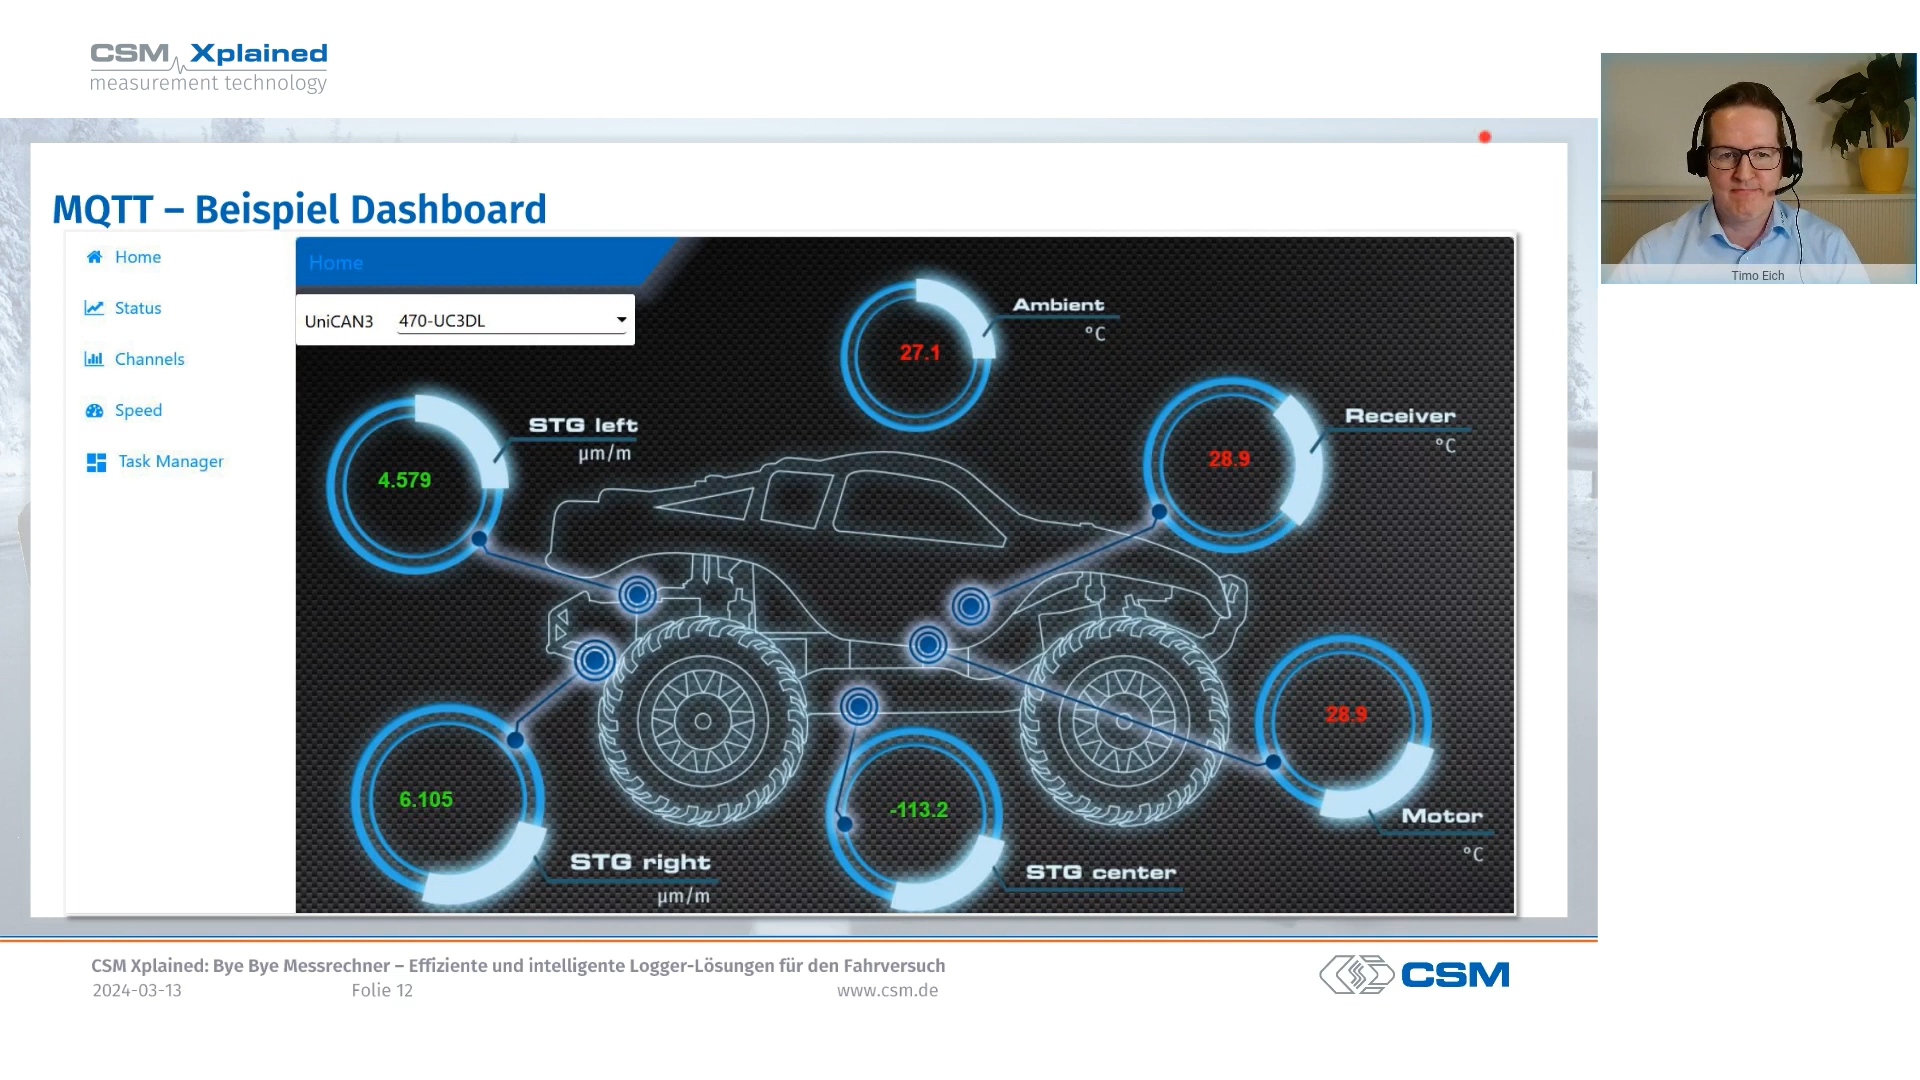 CSM Xplained
measurement technology
MQTT – Beispiel Dashboard
Home
Status
Channels
Speed
Task Manager
Home
UniCAN3 470-UC3DL
Ambient
°C
27.1
Receiver
°C
28.9
STG left
µm/m
4.579
28.9
Motor
°C
6.105
STG right
µm/m
-113.2
STG center
Timo Eich
CSM Xplained: Bye Bye Messrechner – Effiziente und intelligente Logger-Lösungen für den Fahrversuch
2024-03-13 Folie 12 www.csm.de
CSM